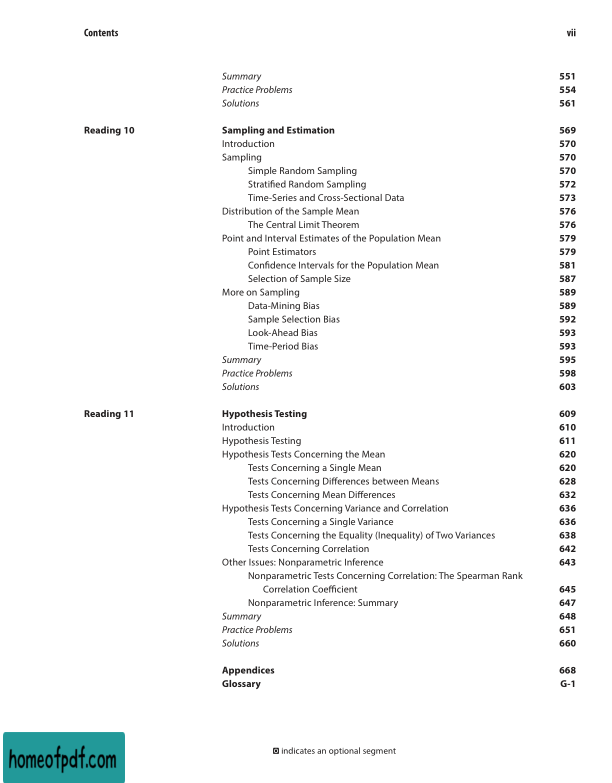 Contents vii
Summary 551
Practice Problems 554
Solutions 561
Reading 10 Sampling and Estimation 569
Introduction 570
Sampling 570
Simple Random Sampling 570
Stratified Random Sampling 572
Time-Series and Cross-Sectional Data 573
Distribution of the Sample Mean 576
The Central Limit Theorem 576
Point and Interval Estimates of the Population Mean 579
Point Estimators 579
Confidence Intervals for the Population Mean 581
Selection of Sample Size 587
More on Sampling 589
Data-Mining Bias 589
Sample Selection Bias 592
Look-Ahead Bias 593
Time-Period Bias 593
Summary 595
Practice Problems 598
Solutions 603
Reading 11 Hypothesis Testing 609
Introduction 610
Hypothesis Testing 611
Hypothesis Tests Concerning the Mean 620
Tests Concerning a Single Mean 620
Tests Concerning Differences between Means 628
Tests Concerning Mean Differences 632
Hypothesis Tests Concerning Variance and Correlation 636
Tests Concerning a Single Variance 636
Tests Concerning the Equality (Inequality) of Two Variances 638
Tests Concerning Correlation 642
Other Issues: Nonparametric Inference 643
Nonparametric Tests Concerning Correlation: The Spearman Rank
Correlation Coefficient 645
Nonparametric Inference: Summary 647
Summary 648
Practice Problems 651
Solutions 660
Appendices 668
Glossary G-1
indicates an optional segment
homeofpdf.com